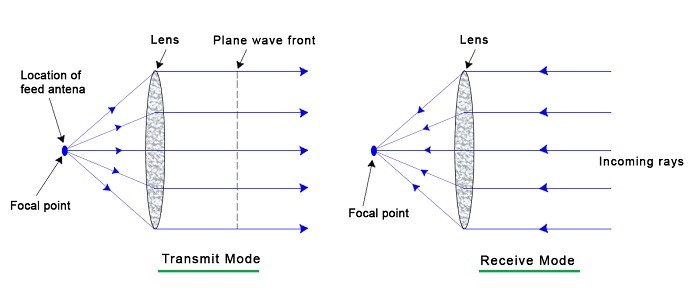 Lens
Plane wave front
Location of
feed antena
Focal point
Transmit Mode
Lens
Incoming rays
Focal point
Receive Mode